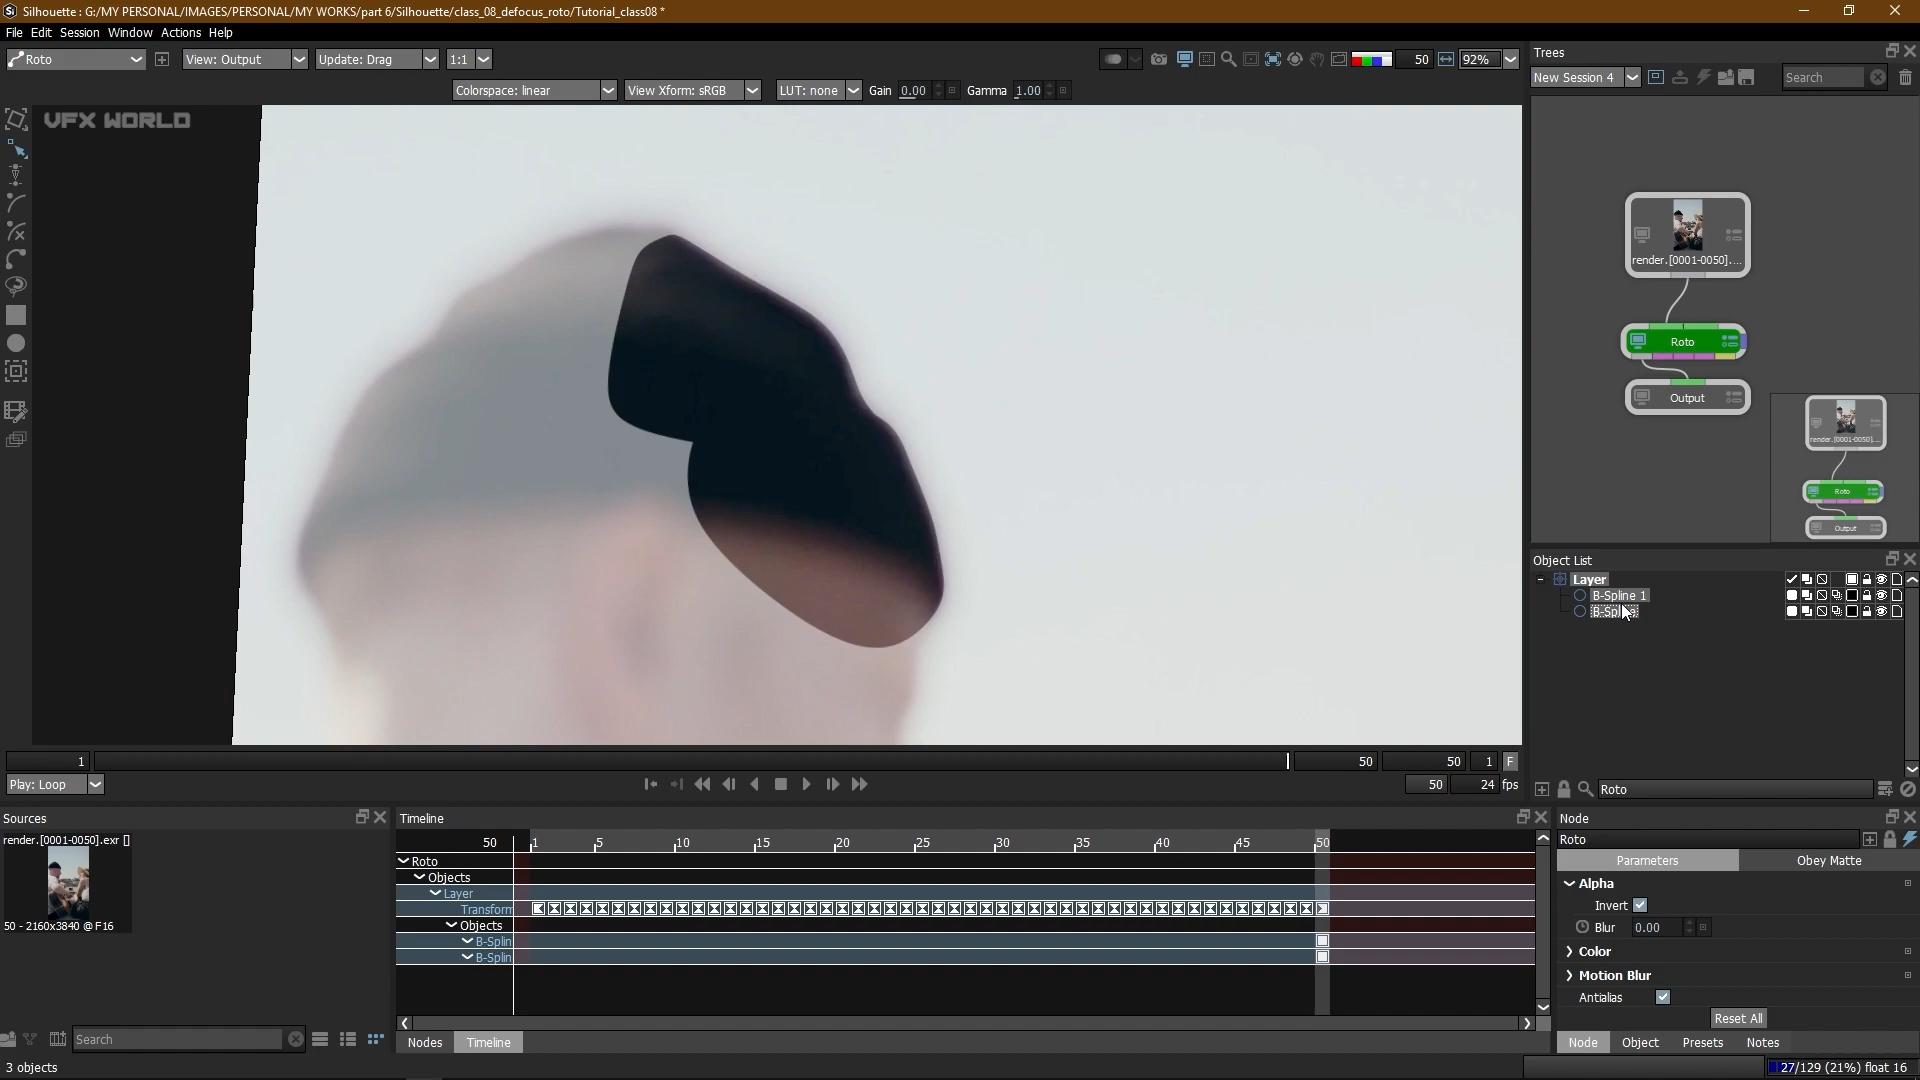 Silhouette : G:/MY PERSONAL/IMAGES/PERSONAL/MY WORKS/part 6/Silhouette/class_08_defocus_roto/Tutorial_class08 *
File Edit Session Window Actions Help
Roto View: Output Update: Drag 1:1 50 92%
Colorspace: linear View Xform: sRGB LUT: none Gain 0.00 Gamma 1.00
VFX WORLD
Trees
New Session 4 Search
render.[0001-0050]....
Roto
Output
render.[0001-0050]....
Roto
Output
Object List
Layer
B-Spline 1
1 50 50 1 F
Play: Loop 50 24 fps
Roto
Sources
render.[0001-0050].exr []
50 - 2160x3840 @ F16
Search
Timeline
50 1 5 10 15 20 25 30 35 40 45 50
Roto
Objects
Layer
Transform
Objects
B-Splin
B-Splin
Nodes Timeline
Node
Roto
Parameters Obey Matte
Alpha
Invert
Blur 0.00
Color
Motion Blur
Antialias
Reset All
Node Object Presets Notes
3 objects
27/129 (21%) float 16